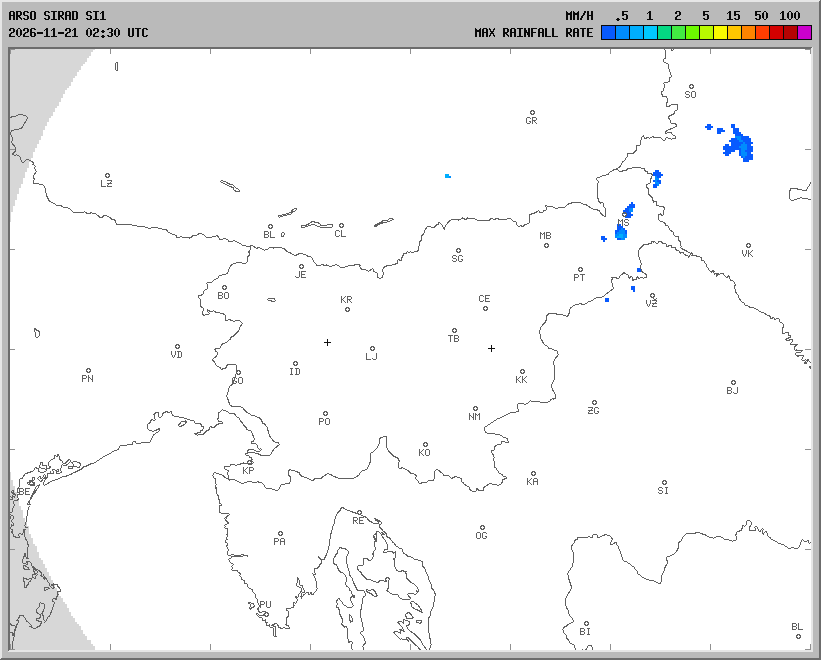 ARSO SIRAD SI1
2026-11-21 02:30 UTC
MM/H .5 1 2 5 15 50 100
MAX RAINFALL RATE
SO
GR
LZ
MS
BL
CL
MB
VK
SG
JE
PT
BO
KR
CE
VZ
TB
VD
LJ
ID
PN
GO
KK
BJ
ZG
NM
PO
KO
KP
KA
BE
SI
RE
OG
PA
PU
BI
BL